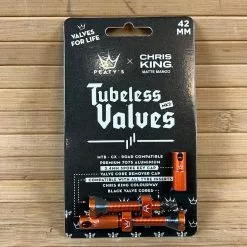 VALVES
FOR LIFE
42
MM
PEATY'S
×
CHRIS
KING
MATTE MANGO
Tubeless
MK2
Valves
MTB - CX - ROAD COMPATIBLE
PREMIUM 7075 ALUMINIUM
VALVE CORE REMOVER CAP
COMPATIBLE WITH ALL TYRE INSERTS
CHRIS KING COLOURWAY
BLACK VALVE CORES